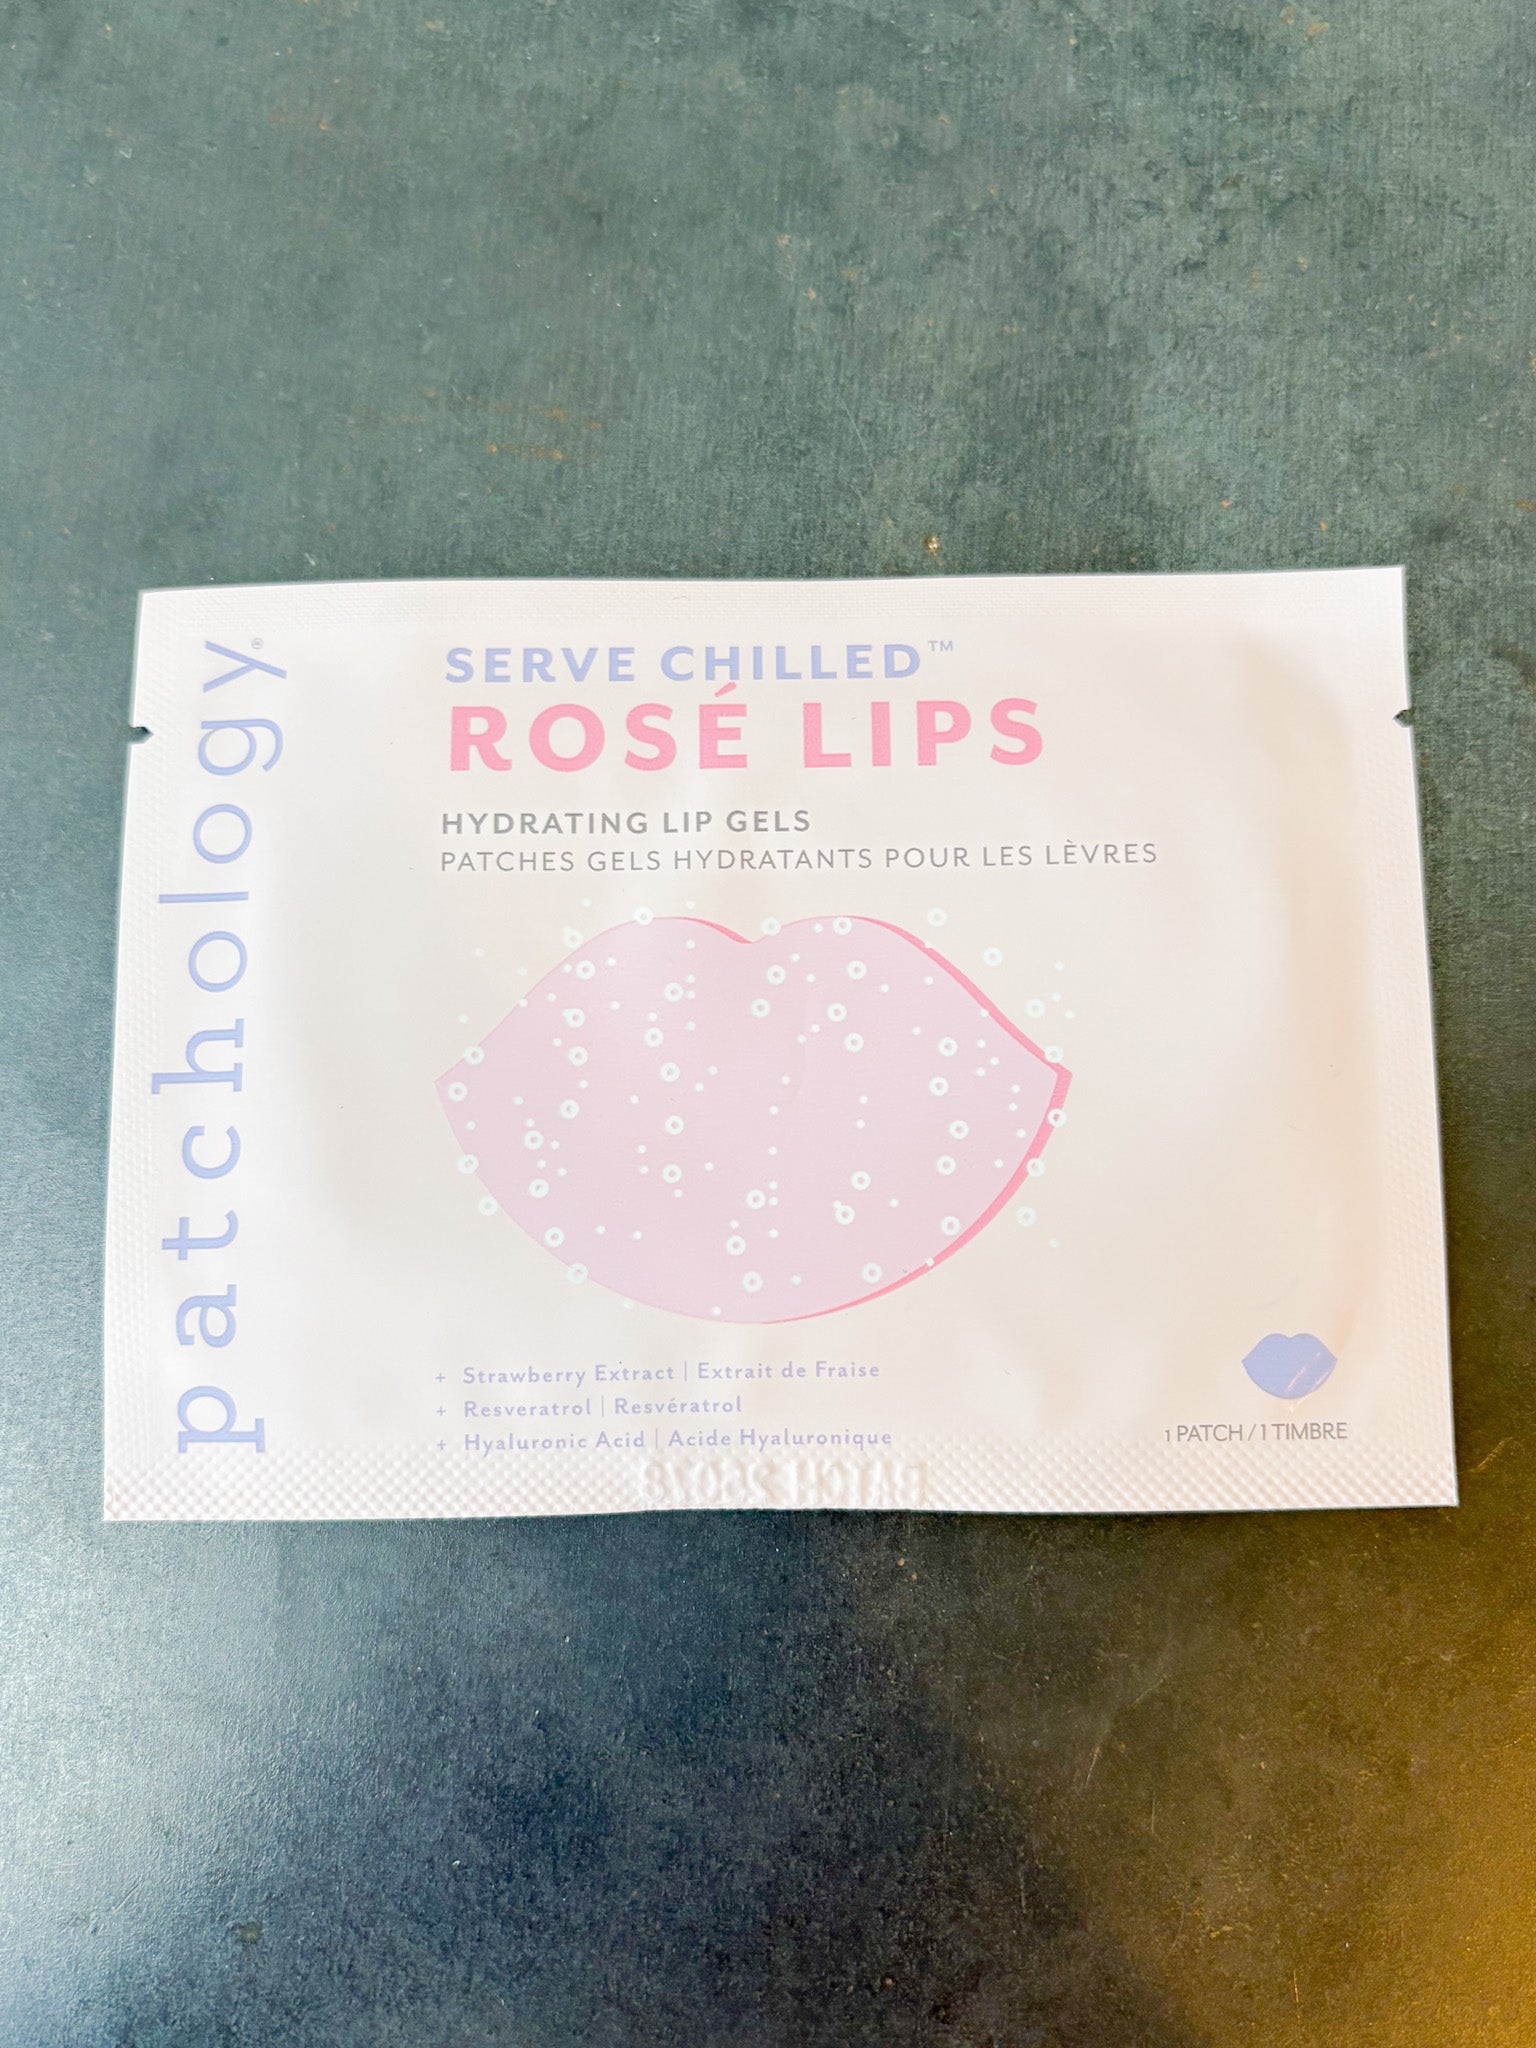 patchology®
SERVE CHILLED™
ROSÉ LIPS
HYDRATING LIP GELS
PATCHES GELS HYDRATANTS POUR LES LÈVRES
+ Strawberry Extract | Extrait de Fraise
+ Resveratrol | Resvératrol
+ Hyaluronic Acid | Acide Hyaluronique
1 PATCH / 1 TIMBRE